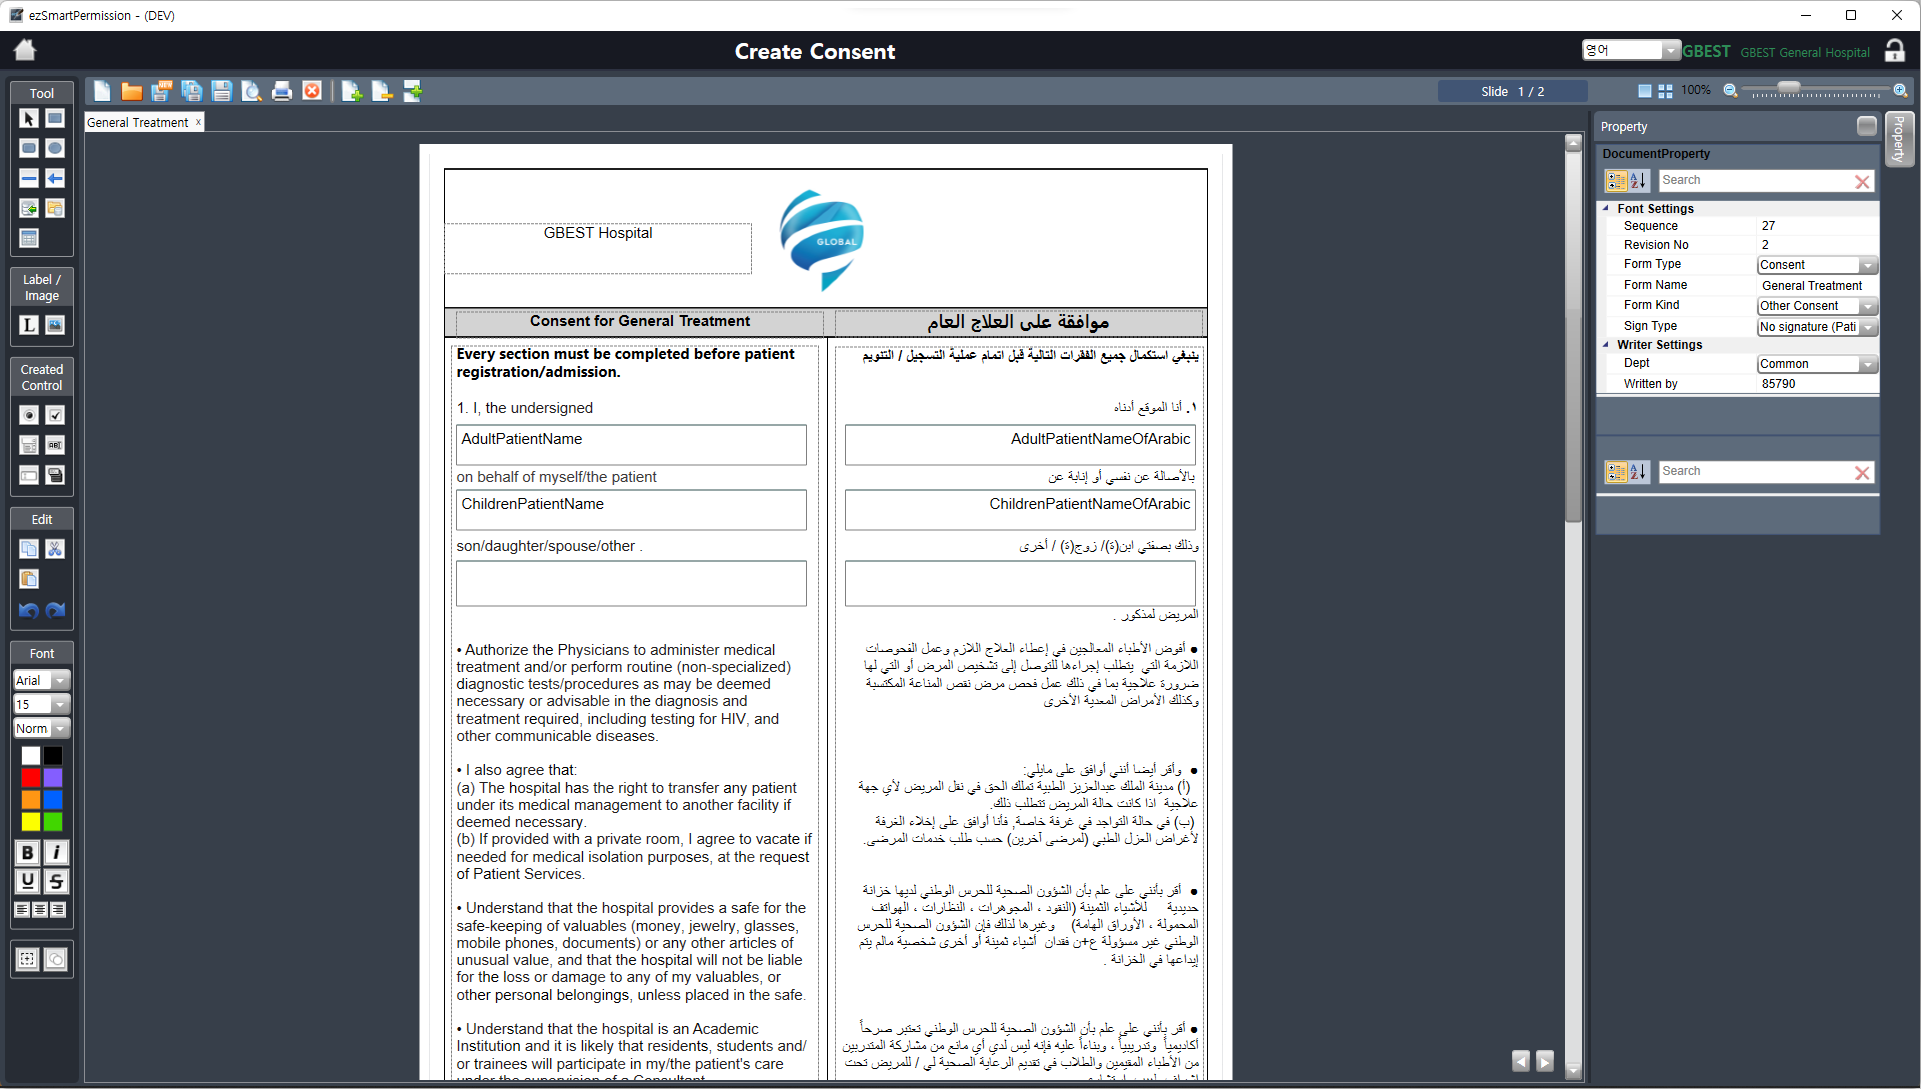 ezSmartPermission - (DEV)
Create Consent
영어
GBEST
GBEST General Hospital
Tool
Label /
Image
L
Created
Control
Edit
Font
Arial
15
Norm
B
i
U
S
General Treatment x
Slide 1 / 2
100%
GBEST Hospital
GLOBAL
Consent for General Treatment
موافقة على العلاج العام
Every section must be completed before patient
registration/admission.
ينبغي استكمال جميع الفقرات التالية قبل اتمام عملية التسجيل / التنويم
1. I, the undersigned
١. أنا الموقع أدناه
AdultPatientName
AdultPatientNameOfArabic
on behalf of myself/the patient
بالأصالة عن نفسي أو إنابة عن
ChildrenPatientName
ChildrenPatientNameOfArabic
son/daughter/spouse/other .
وذلك بصفتي ابن(ة)/ زوج(ة) / أخرى
المريض لمذكور .
• Authorize the Physicians to administer medical
treatment and/or perform routine (non-specialized)
diagnostic tests/procedures as may be deemed
necessary or advisable in the diagnosis and
treatment required, including testing for HIV, and
other communicable diseases.
● أفوض الأطباء المعالجين في إعطاء العلاج اللازم وعمل الفحوصات
اللازمة التي يتطلب إجراءها للتوصل إلى تشخيص المرض أو التي لها
ضرورة علاجية بما في ذلك عمل فحص مرض نقص المناعة المكتسبة
وكذلك الأمراض المعدية الأخرى
• I also agree that:
(a) The hospital has the right to transfer any patient
under its medical management to another facility if
deemed necessary.
(b) If provided with a private room, I agree to vacate if
needed for medical isolation purposes, at the request
of Patient Services.
● وأقر أيضا أنني أوافق على مايلي:
(أ) مدينة الملك عبدالعزيز الطبية تملك الحق في نقل المريض لأي جهة
علاجية اذا كانت حالة المريض تتطلب ذلك.
(ب) في حالة التواجد في غرفة خاصة, فأنا أوافق على إخلاء الغرفة
لأغراض العزل الطبي (لمرضى آخرين) حسب طلب خدمات المرضى.
• Understand that the hospital provides a safe for the
safe-keeping of valuables (money, jewelry, glasses,
mobile phones, documents) or any other articles of
unusual value, and that the hospital will not be liable
for the loss or damage to any of my valuables, or
other personal belongings, unless placed in the safe.
● أقر بأنني على علم بأن الشؤون الصحية للحرس الوطني لديها خزانة
حديدية للأشياء الثمينة (النقود ، المجوهرات ، النظارات ، الهواتف
المحمولة ، الأوراق الهامة) وغيرها لذلك فإن الشؤون الصحية للحرس
الوطني غير مسؤولة ع+ن فقدان أشياء ثمينة أو أخرى شخصية مالم يتم
إيداعها في الخزانة .
• Understand that the hospital is an Academic
Institution and it is likely that residents, students and/
or trainees will participate in my/the patient's care
under the supervision of a Consultant
● أقر بأنني على علم بأن الشؤون الصحية للحرس الوطني تعتبر صرحاً
أكاديمياً وتدريبياً ، وبناءاً عليه فإنه ليس لدي أي مانع من مشاركة المتدربين
من الأطباء المقيمين والطلاب في تقديم الرعاية الصحية لي / للمريض تحت
Property
Property
DocumentProperty
Search
Font Settings
Sequence 27
Revision No 2
Form Type Consent
Form Name General Treatment
Form Kind Other Consent
Sign Type No signature (Pati
Writer Settings
Dept Common
Written by 85790
Search